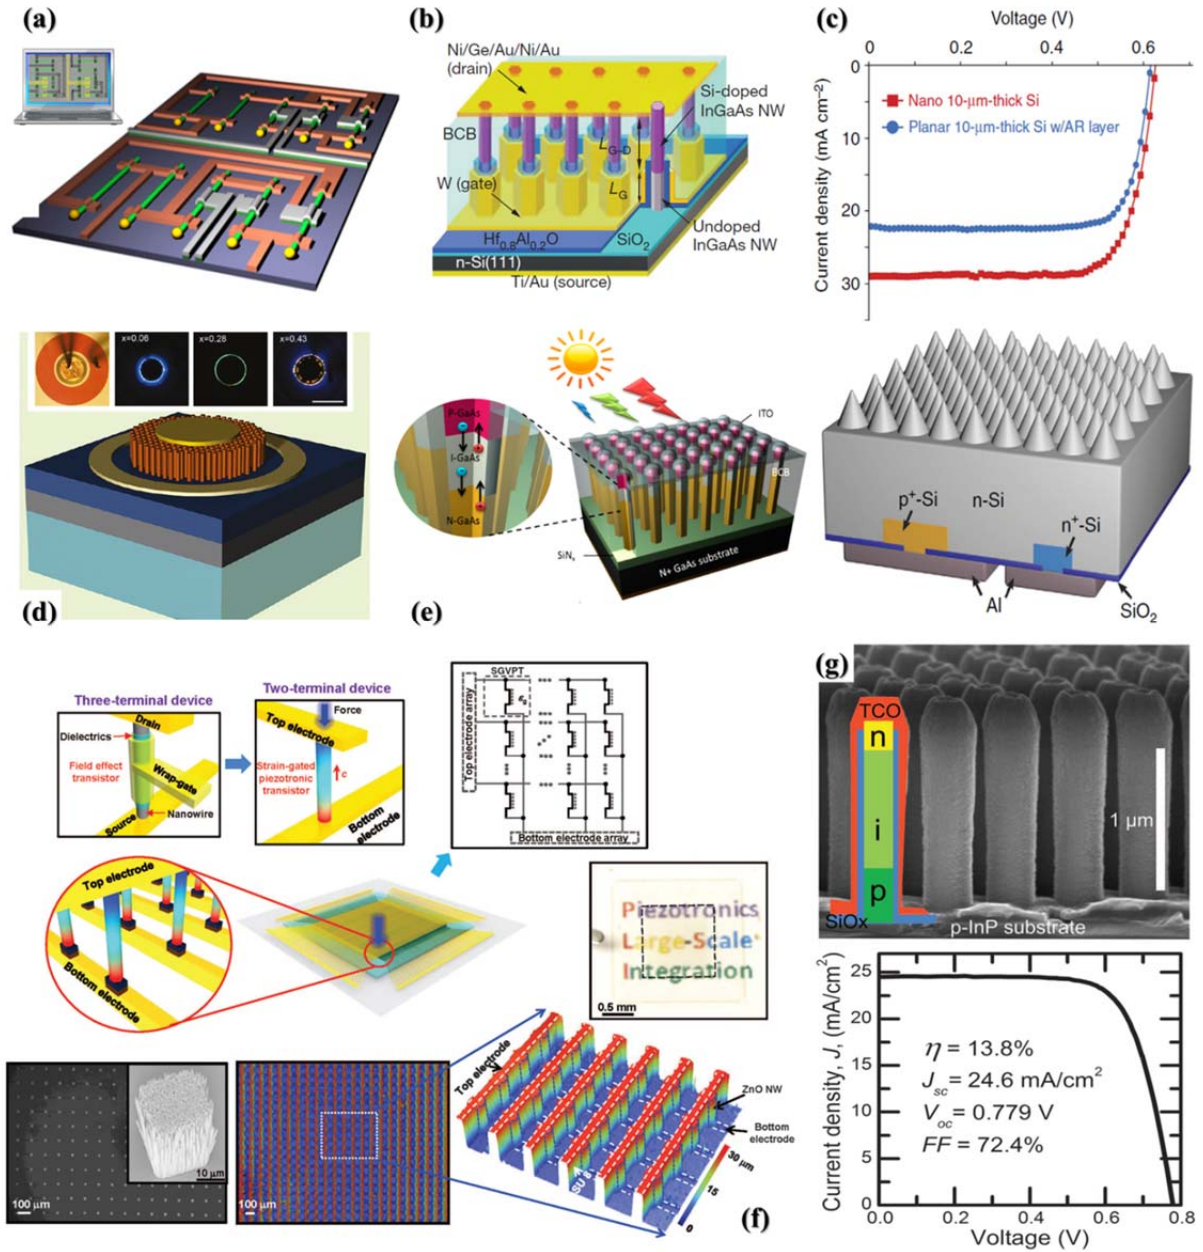 (a)
(b)
Ni/Ge/Au/Ni/Au
(drain)
Si-doped
InGaAs NW
BCB
L_G-D
W (gate)
L_G
Undoped
InGaAs NW
Hf0.8Al0.2O
SiO2
n-Si(111)
Ti/Au (source)
(c)
Voltage (V)
0 0.2 0.4 0.6
0
10
20
30
Current density (mA cm−2)
Nano 10-μm-thick Si
Planar 10-μm-thick Si w/AR layer
p+-Si
n-Si
n+-Si
Al
SiO2
x=0.06
x=0.28
x=0.43
(d)
P-GaAs
I-GaAs
N-GaAs
ITO
BCB
SiNx
N+ GaAs substrate
(e)
Three-terminal device
Drain
Dielectrics
Field effect
transistor
Wrap-gate
Source
Nanowire
Two-terminal device
Force
Top electrode
Strain-gated
piezotronic
transistor
c
Bottom
electrode
SGVPT
Top electrode array
Bottom electrode array
Top electrode
Bottom electrode
Piezotronics
Large-Scale
Integration
0.5 mm
10 μm
100 μm
100 μm
Top electrode
ZnO NW
Bottom
electrode
SU 8
30 μm
15
0
(f)
(g)
TCO
n
i
p
SiOx
1 μm
p-InP substrate
Current density, J, (mA/cm2)
25
20
15
10
5
0
η = 13.8%
Jsc = 24.6 mA/cm2
Voc = 0.779 V
FF = 72.4%
0.0 0.2 0.4 0.6 0.8
Voltage (V)